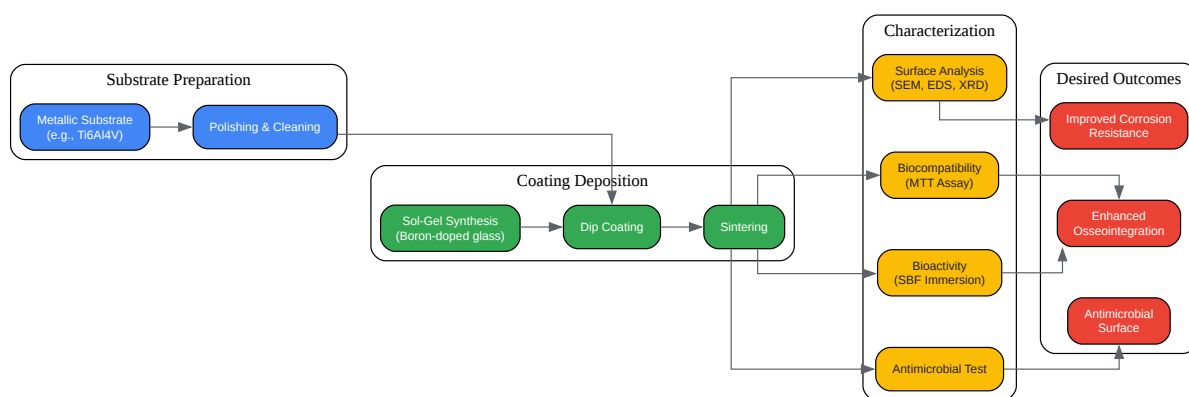 Substrate Preparation
Metallic Substrate
(e.g., Ti6Al4V)
Polishing & Cleaning
Coating Deposition
Sol-Gel Synthesis
(Boron-doped glass)
Dip Coating
Sintering
Characterization
Surface Analysis
(SEM, EDS, XRD)
Biocompatibility
(MTT Assay)
Bioactivity
(SBF Immersion)
Antimicrobial Test
Desired Outcomes
Improved Corrosion
Resistance
Enhanced
Osseointegration
Antimicrobial
Surface